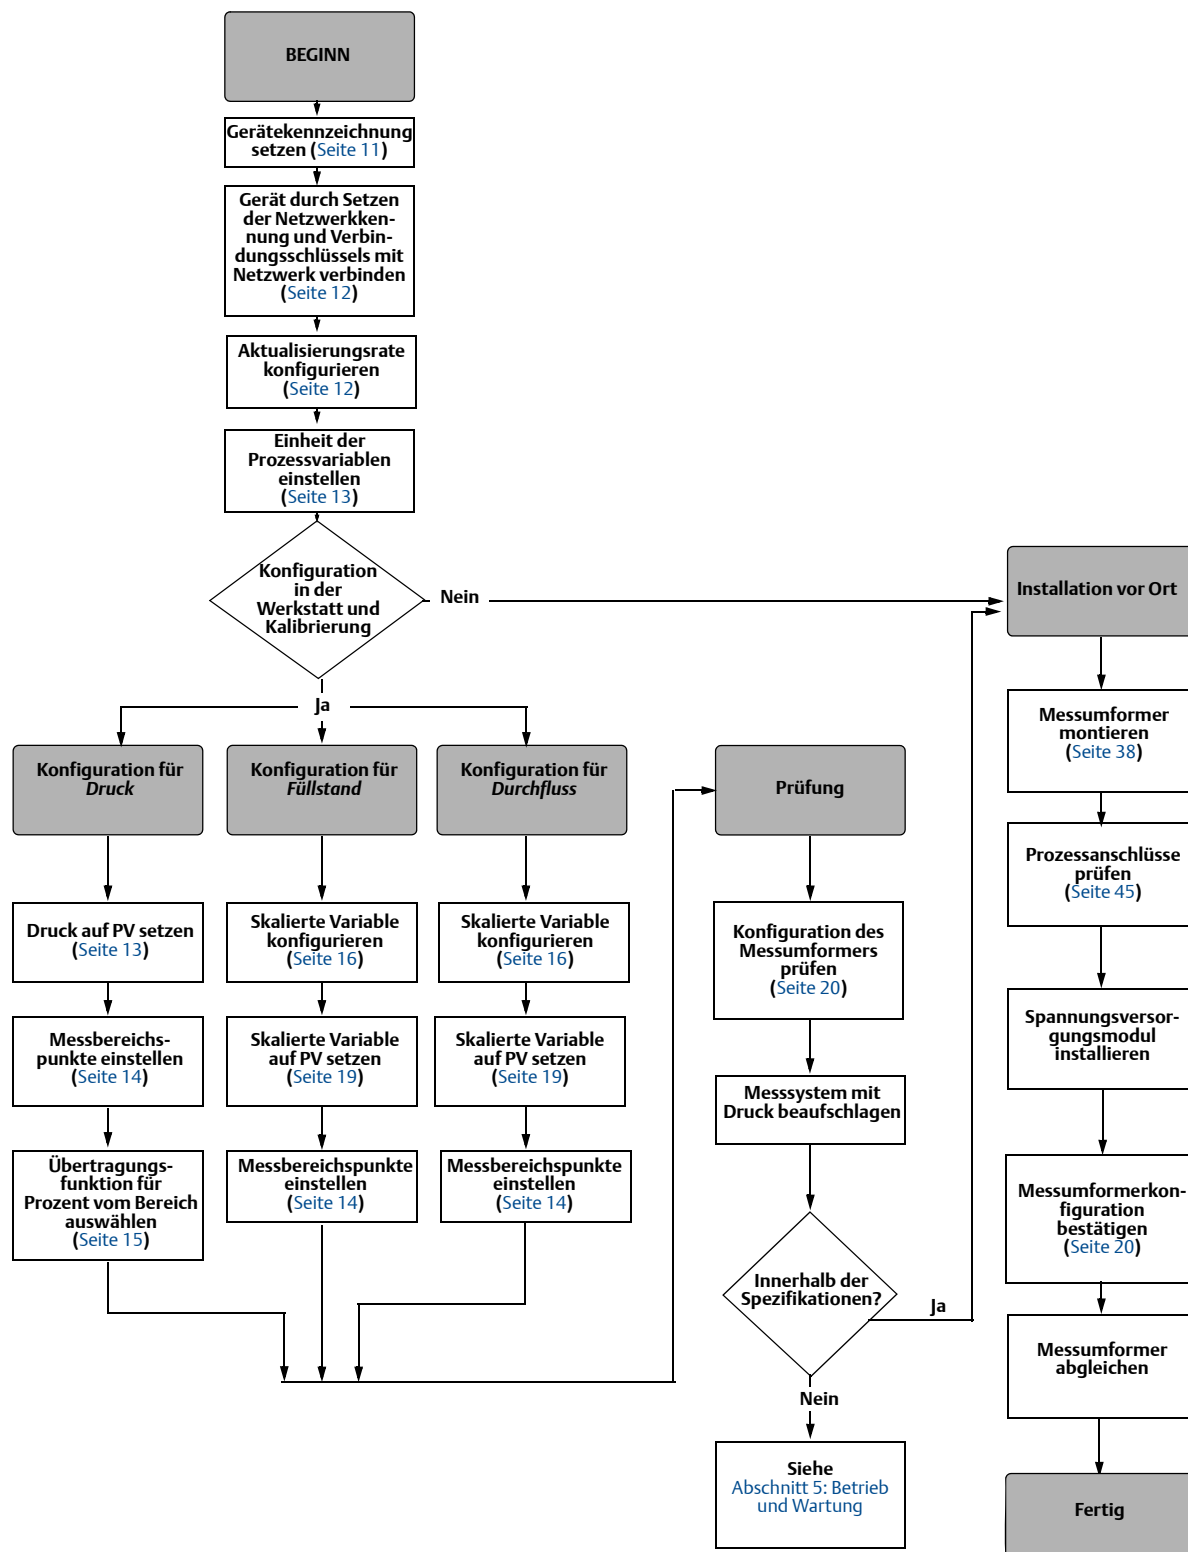 BEGINN
Gerätekennzeichnung
setzen (Seite 11)
Gerät durch Setzen
der Netzwerkken-
nung und Verbin-
dungsschlüssels mit
Netzwerk verbinden
(Seite 12)
Aktualisierungsrate
konfigurieren
(Seite 12)
Einheit der
Prozessvariablen
einstellen
(Seite 13)
Konfiguration
in der
Werkstatt und
Kalibrierung
Nein
Ja
Konfiguration für
Druck
Druck auf PV setzen
(Seite 13)
Messbereichs-
punkte einstellen
(Seite 14)
Übertragungs-
funktion für
Prozent vom Bereich
auswählen
(Seite 15)
Konfiguration für
Füllstand
Skalierte Variable
konfigurieren
(Seite 16)
Skalierte Variable
auf PV setzen
(Seite 19)
Messbereichspunkte
einstellen
(Seite 14)
Konfiguration für
Durchfluss
Skalierte Variable
konfigurieren
(Seite 16)
Skalierte Variable
auf PV setzen
(Seite 19)
Messbereichspunkte
einstellen
(Seite 14)
Prüfung
Konfiguration des
Messumformers
prüfen
(Seite 20)
Messsystem mit
Druck beaufschlagen
Innerhalb der
Spezifikationen?
Ja
Nein
Siehe
Abschnitt 5: Betrieb
und Wartung
Installation vor Ort
Messumformer
montieren
(Seite 38)
Prozessanschlüsse
prüfen
(Seite 45)
Spannungsversor-
gungsmodul
installieren
Messumformerkon-
figuration
bestätigen
(Seite 20)
Messumformer
abgleichen
Fertig